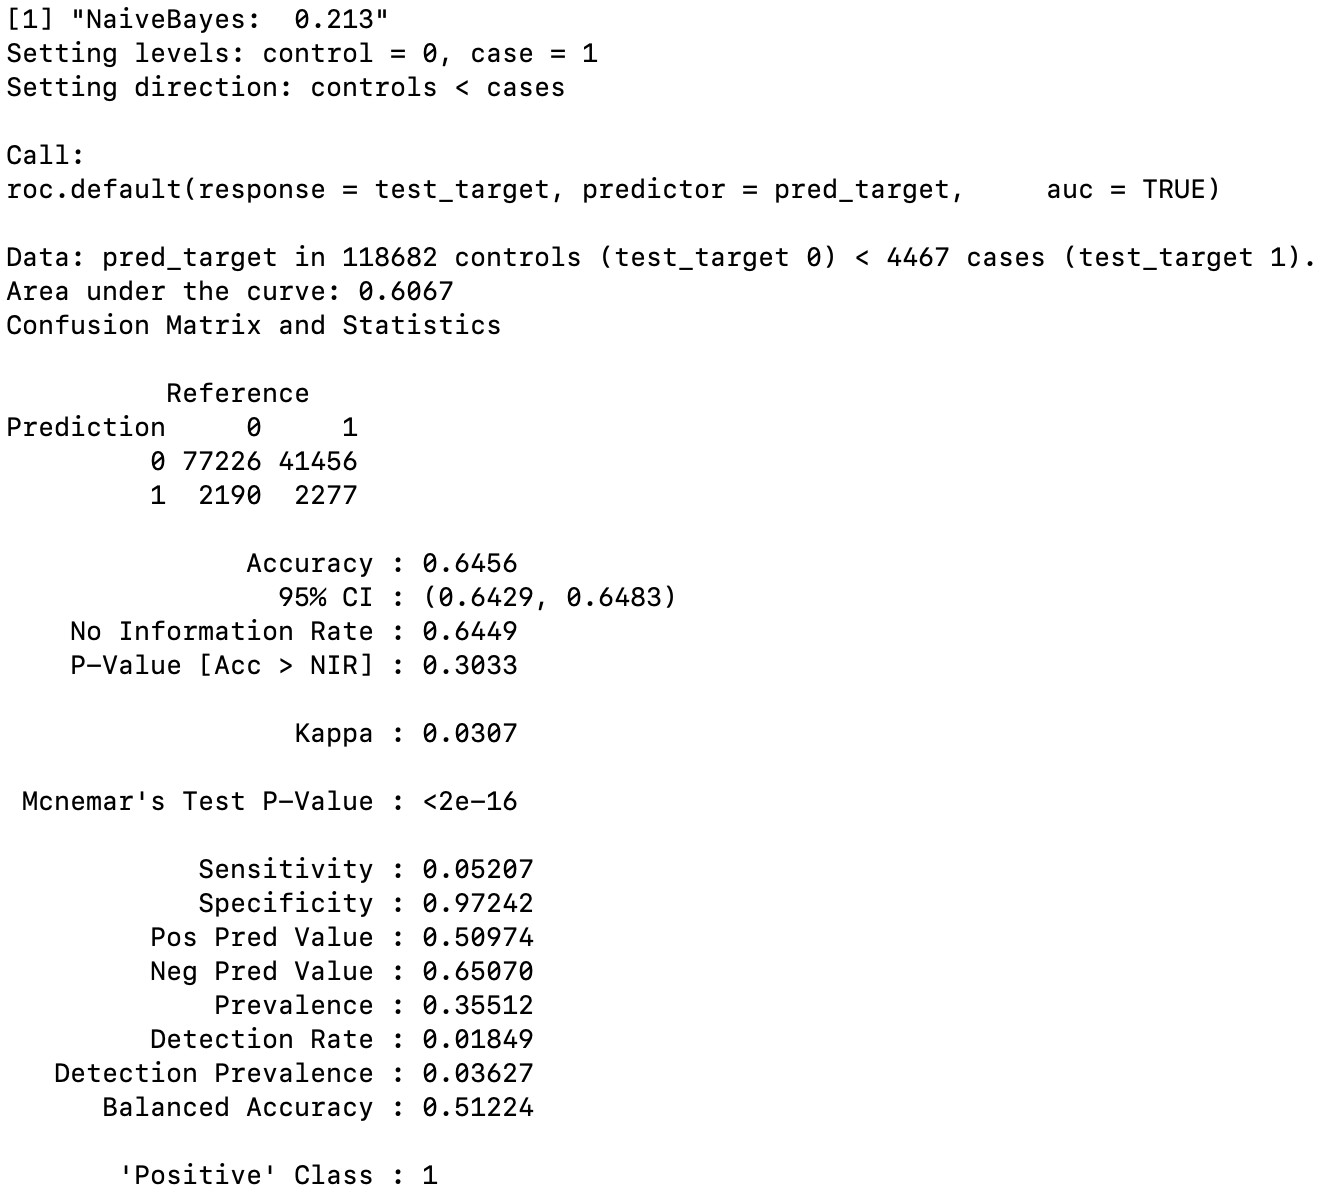 [1] "NaiveBayes:  0.213"
Setting levels: control = 0, case = 1
Setting direction: controls < cases
Call:
roc.default(response = test_target, predictor = pred_target,     auc = TRUE)
Data: pred_target in 118682 controls (test_target 0) < 4467 cases (test_target 1).
Area under the curve: 0.6067
Confusion Matrix and Statistics
          Reference
Prediction     0     1
         0 77226 41456
         1  2190  2277
               Accuracy : 0.6456
                 95% CI : (0.6429, 0.6483)
    No Information Rate : 0.6449
    P-Value [Acc > NIR] : 0.3033
                  Kappa : 0.0307
 Mcnemar's Test P-Value : <2e-16
            Sensitivity : 0.05207
            Specificity : 0.97242
         Pos Pred Value : 0.50974
         Neg Pred Value : 0.65070
             Prevalence : 0.35512
         Detection Rate : 0.01849
   Detection Prevalence : 0.03627
      Balanced Accuracy : 0.51224
       'Positive' Class : 1